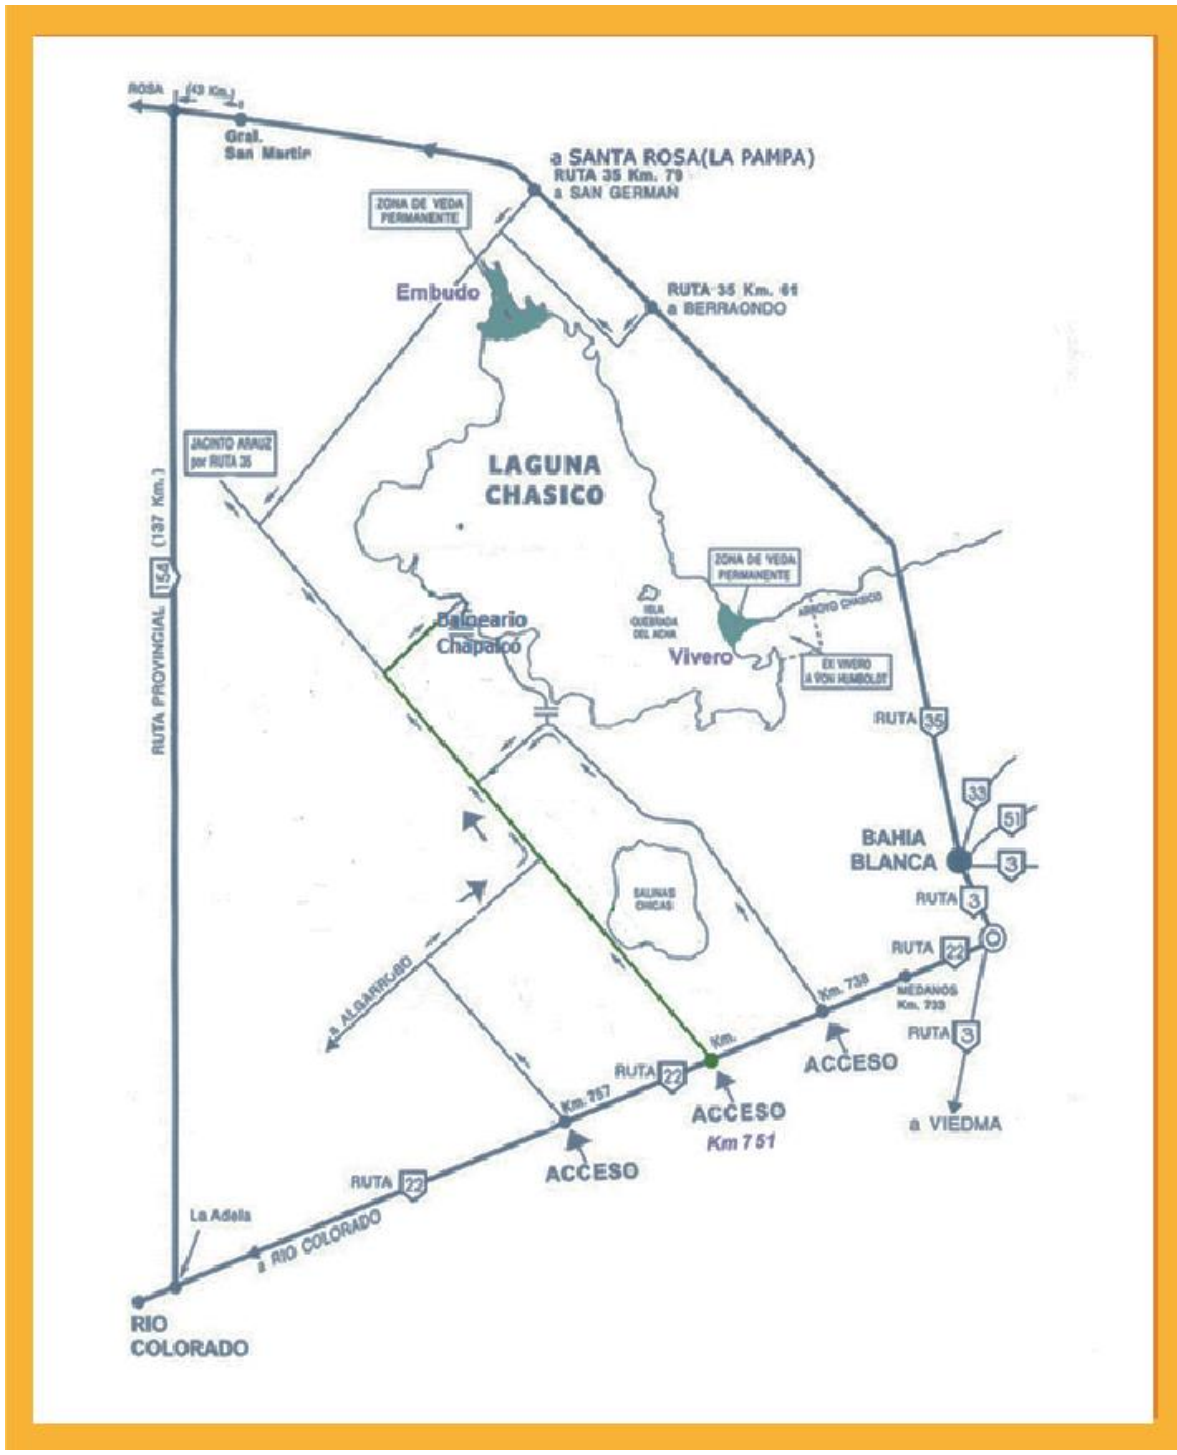 ROSA
(43 Km.)
Gral.
San Martin
a SANTA ROSA(LA PAMPA)
RUTA 35 Km. 79
a SAN GERMAN
ZONA DE VEDA
PERMANENTE
Embudo
RUTA 35 Km. 61
a BERRAONDO
JACINTO ARAUZ
por RUTA 35
LAGUNA
CHASICO
RUTA PROVINCIAL 154 (137 Km.)
ZONA DE VEDA
PERMANENTE
ARROYO CHASICO
ISLA
QUEBRADA
DEL
Balneario
Chapalcó
Vivero
EX VIVERO
A VON HUMBOLDT
RUTA 35
33
51
BAHIA
BLANCA
3
RUTA 3
SALINAS
CHICAS
RUTA 22
a ALGARROBO
Km. 738
MEDANOS
Km. 723
RUTA 3
Km.
ACCESO
RUTA 22
Km. 757
ACCESO
Km 751
a VIEDMA
ACCESO
RUTA 22
La Adela
a RIO COLORADO
RIO
COLORADO